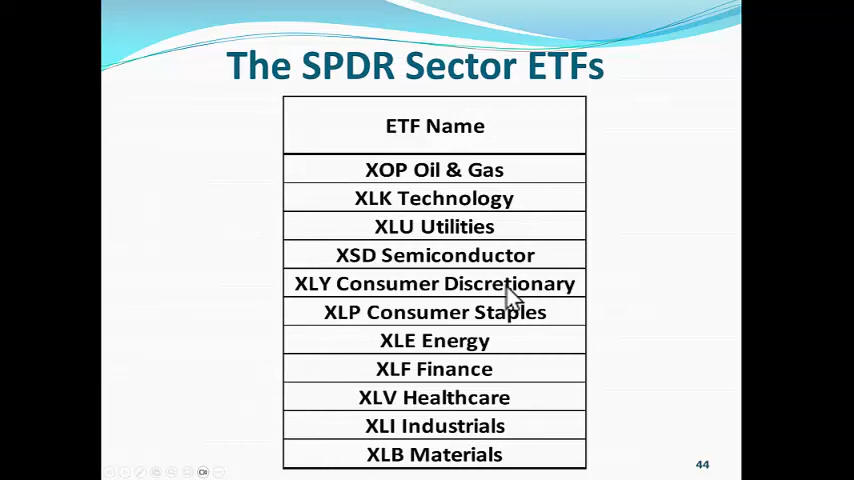 The SPDR Sector ETFs
ETF Name
XOP Oil & Gas
XLK Technology
XLU Utilities
XSD Semiconductor
XLY Consumer Discretionary
XLP Consumer Staples
XLE Energy
XLF Finance
XLV Healthcare
XLI Industrials
XLB Materials
44